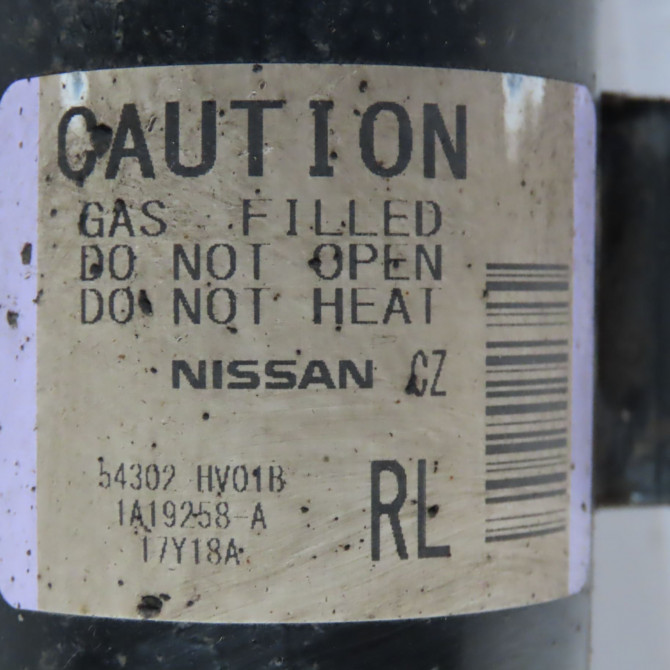 CAUTION
GAS FILLED
DO NOT OPEN
DO NOT HEAT
NISSAN CZ
54302 HV01B
1A19258-A
17Y18A
RL